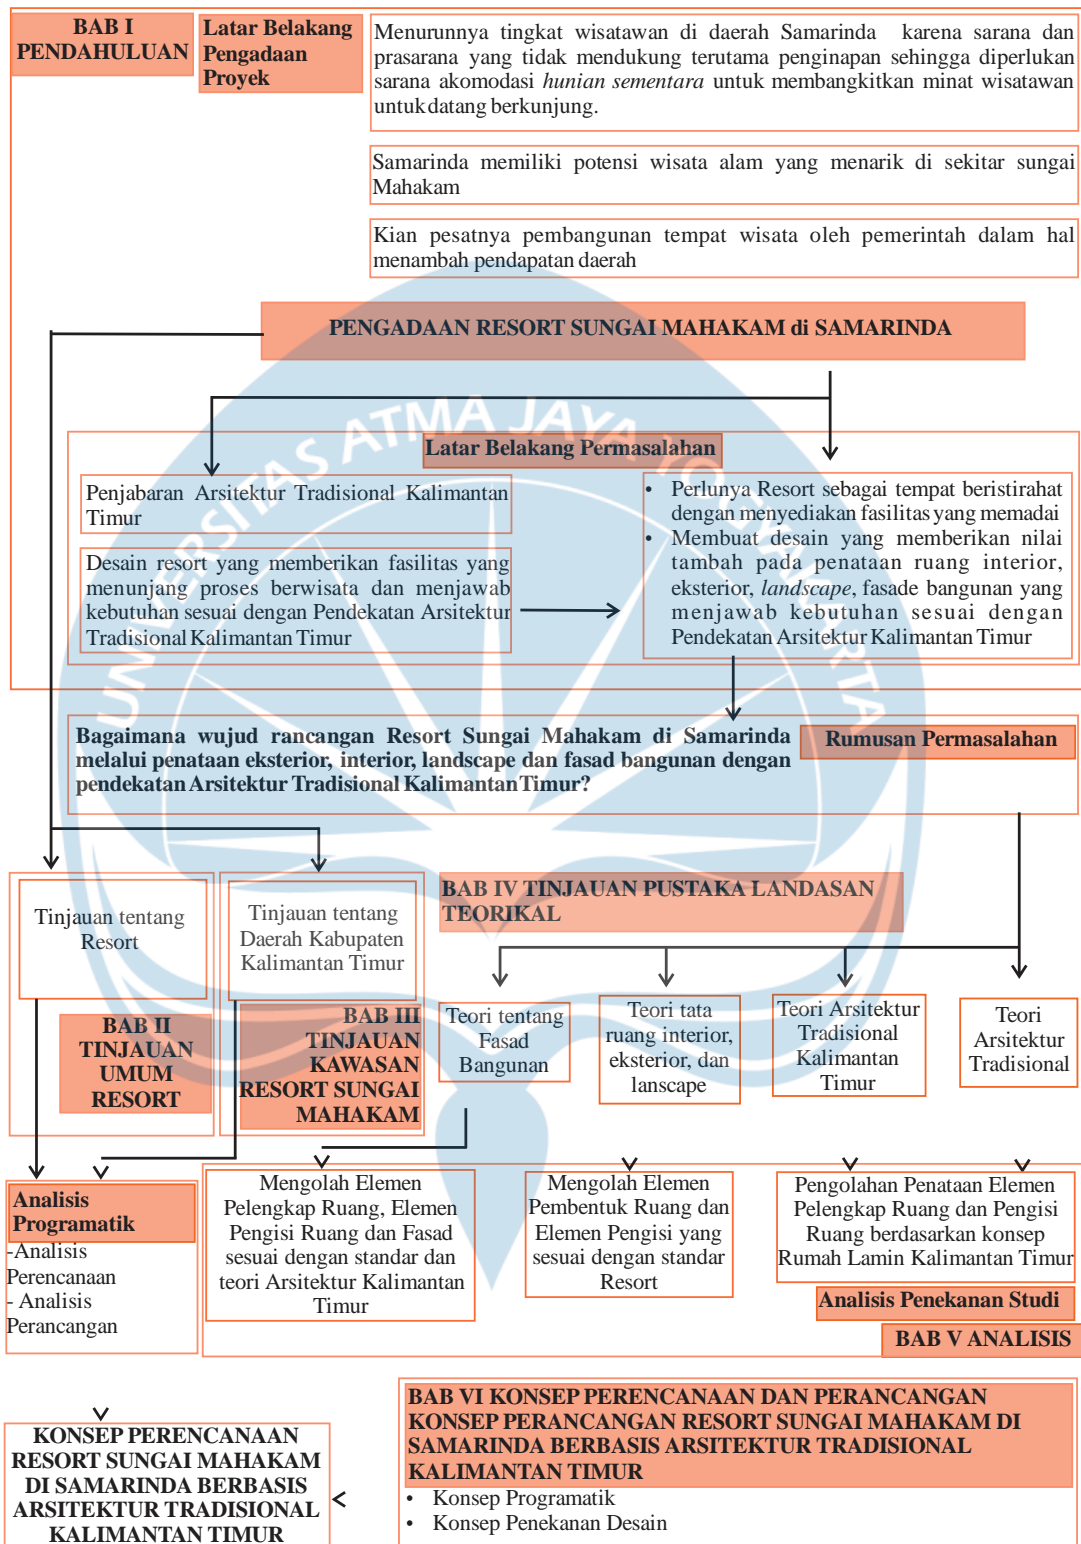 BAB I
PENDAHULUAN
Latar Belakang
Pengadaan
Proyek
Menurunnya tingkat wisatawan di daerah Samarinda karena sarana dan
prasarana yang tidak mendukung terutama penginapan sehingga diperlukan
sarana akomodasi hunian sementara untuk membangkitkan minat wisatawan
untuk datang berkunjung.
Samarinda memiliki potensi wisata alam yang menarik di sekitar sungai
Mahakam
Kian pesatnya pembangunan tempat wisata oleh pemerintah dalam hal
menambah pendapatan daerah
PENGADAAN RESORT SUNGAI MAHAKAM di SAMARINDA
UNIVERSITAS ATMA JAYA YOGYAKARTA
Latar Belakang Permasalahan
Penjabaran Arsitektur Tradisional Kalimantan
Timur
Desain resort yang memberikan fasilitas yang
menunjang proses berwisata dan menjawab
kebutuhan sesuai dengan Pendekatan Arsitektur
Tradisional Kalimantan Timur
• Perlunya Resort sebagai tempat beristirahat
dengan menyediakan fasilitas yang memadai
• Membuat desain yang memberikan nilai
tambah pada penataan ruang interior,
eksterior, landscape, fasade bangunan yang
menjawab kebutuhan sesuai dengan
Pendekatan Arsitektur Kalimantan Timur
Bagaimana wujud rancangan Resort Sungai Mahakam di Samarinda
melalui penataan eksterior, interior, landscape dan fasad bangunan dengan
pendekatan Arsitektur Tradisional Kalimantan Timur?
Rumusan Permasalahan
Tinjauan tentang
Resort
BAB II
TINJAUAN
UMUM
RESORT
Tinjauan tentang
Daerah Kabupaten
Kalimantan Timur
BAB III
TINJAUAN
KAWASAN
RESORT SUNGAI
MAHAKAM
BAB IV TINJAUAN PUSTAKA LANDASAN
TEORIKAL
Teori tentang
Fasad
Bangunan
Teori tata
ruang interior,
eksterior, dan
lanscape
Teori Arsitektur
Tradisional
Kalimantan
Timur
Teori
Arsitektur
Tradisional
Analisis
Programatik
-Analisis
Perencanaan
- Analisis
Perancangan
Mengolah Elemen
Pelengkap Ruang, Elemen
Pengisi Ruang dan Fasad
sesuai dengan standar dan
teori Arsitektur Kalimantan
Timur
Mengolah Elemen
Pembentuk Ruang dan
Elemen Pengisi yang
sesuai dengan standar
Resort
Pengolahan Penataan Elemen
Pelengkap Ruang dan Pengisi
Ruang berdasarkan konsep
Rumah Lamin Kalimantan Timur
Analisis Penekanan Studi
BAB V ANALISIS
KONSEP PERENCANAAN
RESORT SUNGAI MAHAKAM
DI SAMARINDA BERBASIS
ARSITEKTUR TRADISIONAL
KALIMANTAN TIMUR
BAB VI KONSEP PERENCANAAN DAN PERANCANGAN
KONSEP PERANCANGAN RESORT SUNGAI MAHAKAM DI
SAMARINDA BERBASIS ARSITEKTUR TRADISIONAL
KALIMANTAN TIMUR
• Konsep Programatik
• Konsep Penekanan Desain